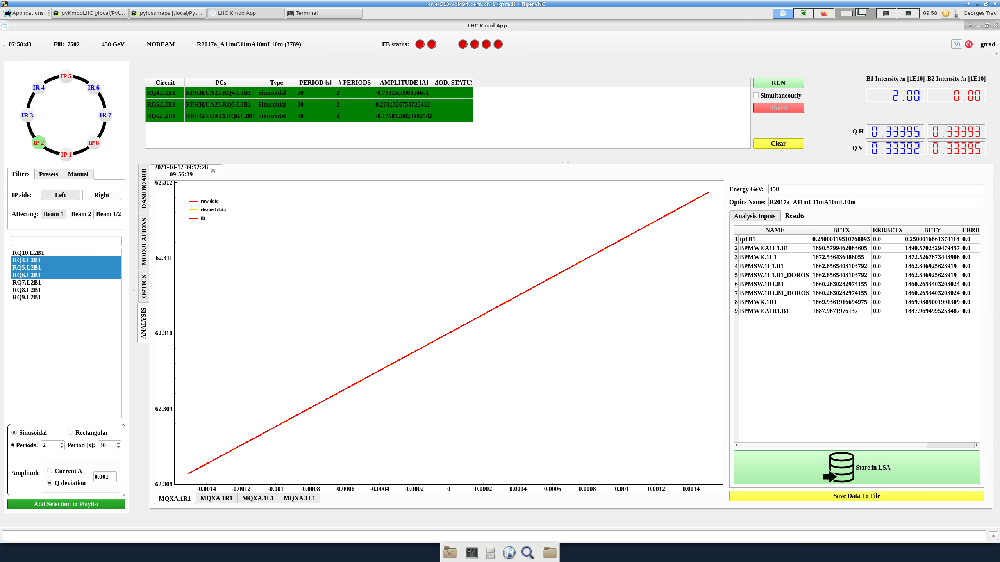 cwe-513-vol494.cern.ch:1 (gtrad) - TigerVNC
Applications
pyKmodLHC [/local/Pyt...
pylossmaps [/local/Pyt...
LHC Kmod App
Terminal
09:58
Georges Trad
LHC Kmod App
07:58:43 Fill: 7502 450 GeV NOBEAM R2017a_A11mC11mA10mL10m (3789) FB status: gtrad
IP 5
IR 4 IR 6
IR 3 IR 7
IP 2 IP 8
IP 1
Filters Presets Manual
IP side: Left Right
Affecting: Beam 1 Beam 2 Beam 1/2
RQ10.L2B1
RQ4.L2B1
RQ5.L2B1
RQ6.L2B1
RQ7.L2B1
RQ8.L2B1
RQ9.L2B1
Sinusoidal Rectangular
# Periods: 2 Period [s]: 30
Amplitude
Current A
Q deviation
0.001
Add Selection to Playlist
Circuit PCs Type PERIOD [s] # PERIODS AMPLITUDE [A] MOD. STATUS
RQ4.L2B1 RPHH.UA23.RQ4.L2B1 Sinusoidal 30 2 -0.783255590854651
RQ5.L2B1 RPHH.UA23.RQ5.L2B1 Sinusoidal 30 2 0.2781326758725413
RQ6.L2B1 RPHGB.UA23.RQ6.L2B1 Sinusoidal 30 2 -0.1768129923982542
RUN
Simultaneously
Abort!
Clear
B1 Intensity /n [1E10] B2 Intensity /n [1E10]
2.00 0.00
Q H 0.33395 0.33393
Q V 0.33392 0.33395
DASHBOARD
MODULATIONS
OPTICS
ANALYSIS
2021-10-12 09:52:28
09:56:39
raw data
cleaned data
fit
62.312
62.311
62.310
62.309
62.308
-0.0014 -0.0012 -0.001 -0.0008 -0.0006 -0.0004 -0.0002 0 0.0002 0.0004 0.0006 0.0008 0.001 0.0012 0.0014
MQXA.1R1 MQXA.1R1 MQXA.1L1 MQXA.1L1
Energy GeV: 450
Optics Name: R2017a_A11mC11mA10mL10m
Analysis Inputs Results
NAME BETX ERRBETX BETY ERRB
1 ip1B1 0.25000119510768093 0.0 0.2500016861374118 0.0
2 BPMWF.A1L1.B1 1890.5799462083605 0.0 1890.5702329479457 0.0
3 BPMWK.1L1 1872.536436486055 0.0 1872.5267873443906 0.0
4 BPMSW.1L1.B1 1862.8565403103792 0.0 1862.846925623919 0.0
5 BPMSW.1L1.B1_DOROS 1862.8565403103792 0.0 1862.846925623919 0.0
6 BPMSW.1R1.B1 1860.2630282974155 0.0 1860.2653403203024 0.0
7 BPMSW.1R1.B1_DOROS 1860.2630282974155 0.0 1860.2653403203024 0.0
8 BPMWK.1R1 1869.9361916694975 0.0 1869.9385001991309 0.0
9 BPMWF.A1R1.B1 1887.9671976137 0.0 1887.9694995253487 0.0
Store in LSA
Save Data To File